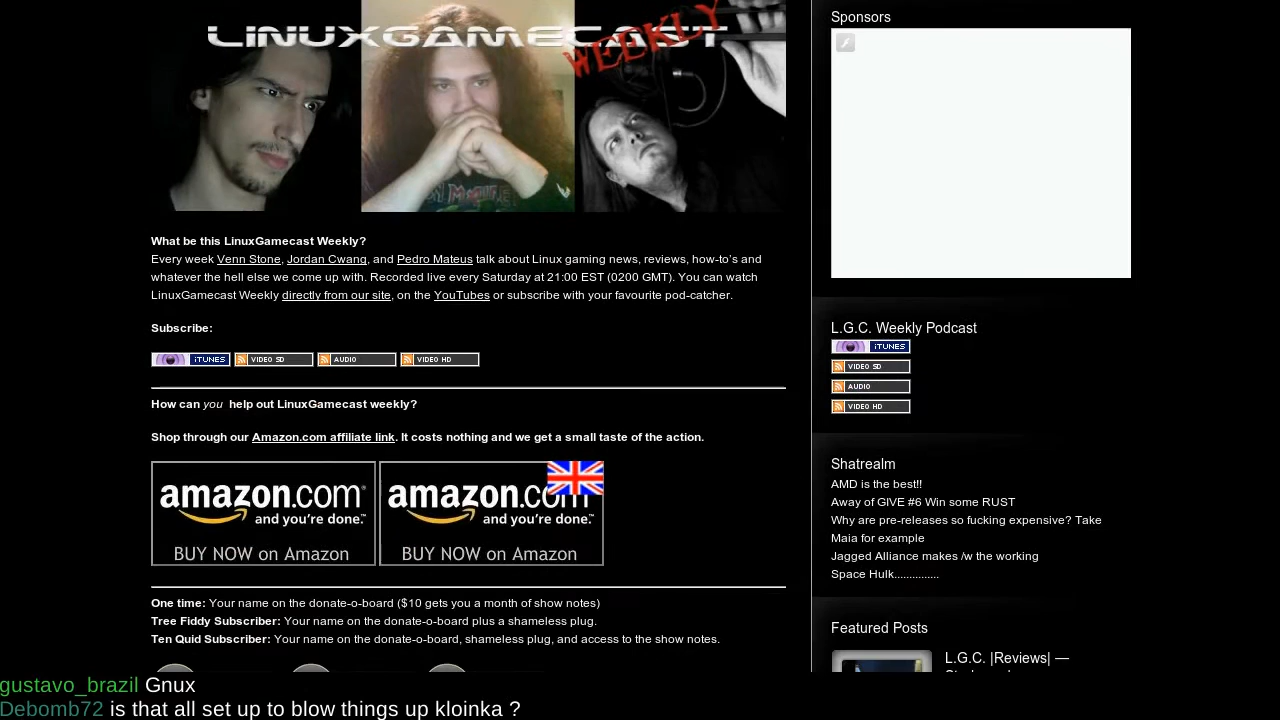 LINUXGAMECAST
WEEKLY
What be this LinuxGamecast Weekly?
Every week Venn Stone, Jordan Cwang, and Pedro Mateus talk about Linux gaming news, reviews, how-to's and
whatever the hell else we come up with. Recorded live every Saturday at 21:00 EST (0200 GMT). You can watch
LinuxGamecast Weekly directly from our site, on the YouTubes or subscribe with your favourite pod-catcher.
Subscribe:
iTUNES VIDEO SD AUDIO VIDEO HD
How can you help out LinuxGamecast weekly?
Shop through our Amazon.com affiliate link. It costs nothing and we get a small taste of the action.
amazon.com® amazon.com
and you're done.™ and you're done.™
BUY NOW on Amazon BUY NOW on Amazon
One time: Your name on the donate-o-board ($10 gets you a month of show notes)
Tree Fiddy Subscriber: Your name on the donate-o-board plus a shameless plug.
Ten Quid Subscriber: Your name on the donate-o-board, shameless plug, and access to the show notes.
Sponsors
L.G.C. Weekly Podcast
iTUNES
VIDEO SD
AUDIO
VIDEO HD
Shatrealm
AMD is the best!!
Away of GIVE #6 Win some RUST
Why are pre-releases so fucking expensive? Take
Maia for example
Jagged Alliance makes /w the working
Space Hulk...............
Featured Posts
L.G.C. |Reviews| —
gustavo_brazil Gnux
Debomb72 is that all set up to blow things up kloinka ?